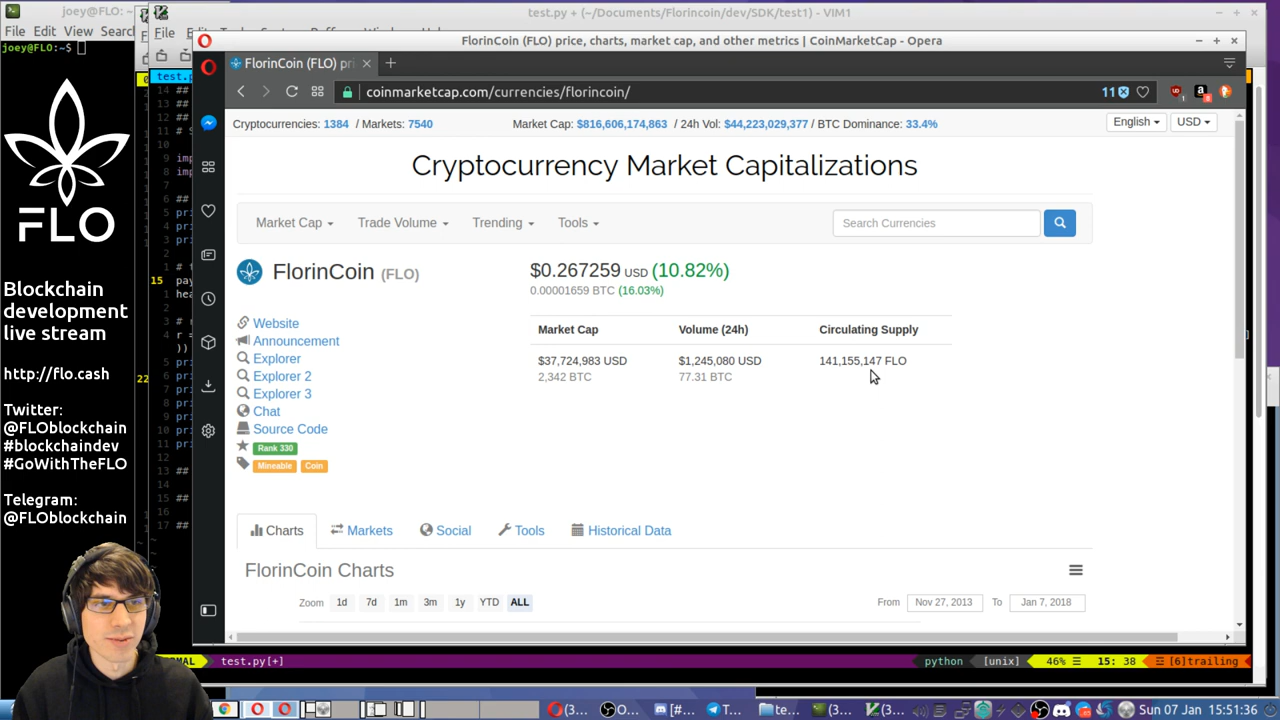 joey@FLO: ~
test.py + (~/Documents/Florincoin/dev/SDK/test1) - VIM1
File Edit View Search
File
joey@FLO:~$
FlorinCoin (FLO) price, charts, market cap, and other metrics | CoinMarketCap - Opera
FlorinCoin (FLO) pri
coinmarketcap.com/currencies/florincoin/
11
Cryptocurrencies: 1384 / Markets: 7540
Market Cap: $816,606,174,863 / 24h Vol: $44,223,029,377 / BTC Dominance: 33.4%
English
USD
Cryptocurrency Market Capitalizations
Market Cap
Trade Volume
Trending
Tools
Search Currencies
FLO
FlorinCoin (FLO)
$0.267259 USD (10.82%)
0.00001659 BTC (16.03%)
Blockchain
development
live stream
http://flo.cash
Twitter:
@FLOblockchain
#blockchaindev
#GoWithTheFLO
Telegram:
@FLOblockchain
Website
Announcement
Explorer
Explorer 2
Explorer 3
Chat
Source Code
Rank 330
Mineable Coin
Market Cap
Volume (24h)
Circulating Supply
$37,724,983 USD
$1,245,080 USD
141,155,147 FLO
2,342 BTC
77.31 BTC
Charts
Markets
Social
Tools
Historical Data
FlorinCoin Charts
Zoom 1d 7d 1m 3m 1y YTD ALL
From Nov 27, 2013 To Jan 7, 2018
test.py[+]
python [unix] 46% 15: 38 [6]trailing
Sun 07 Jan 15:51:36